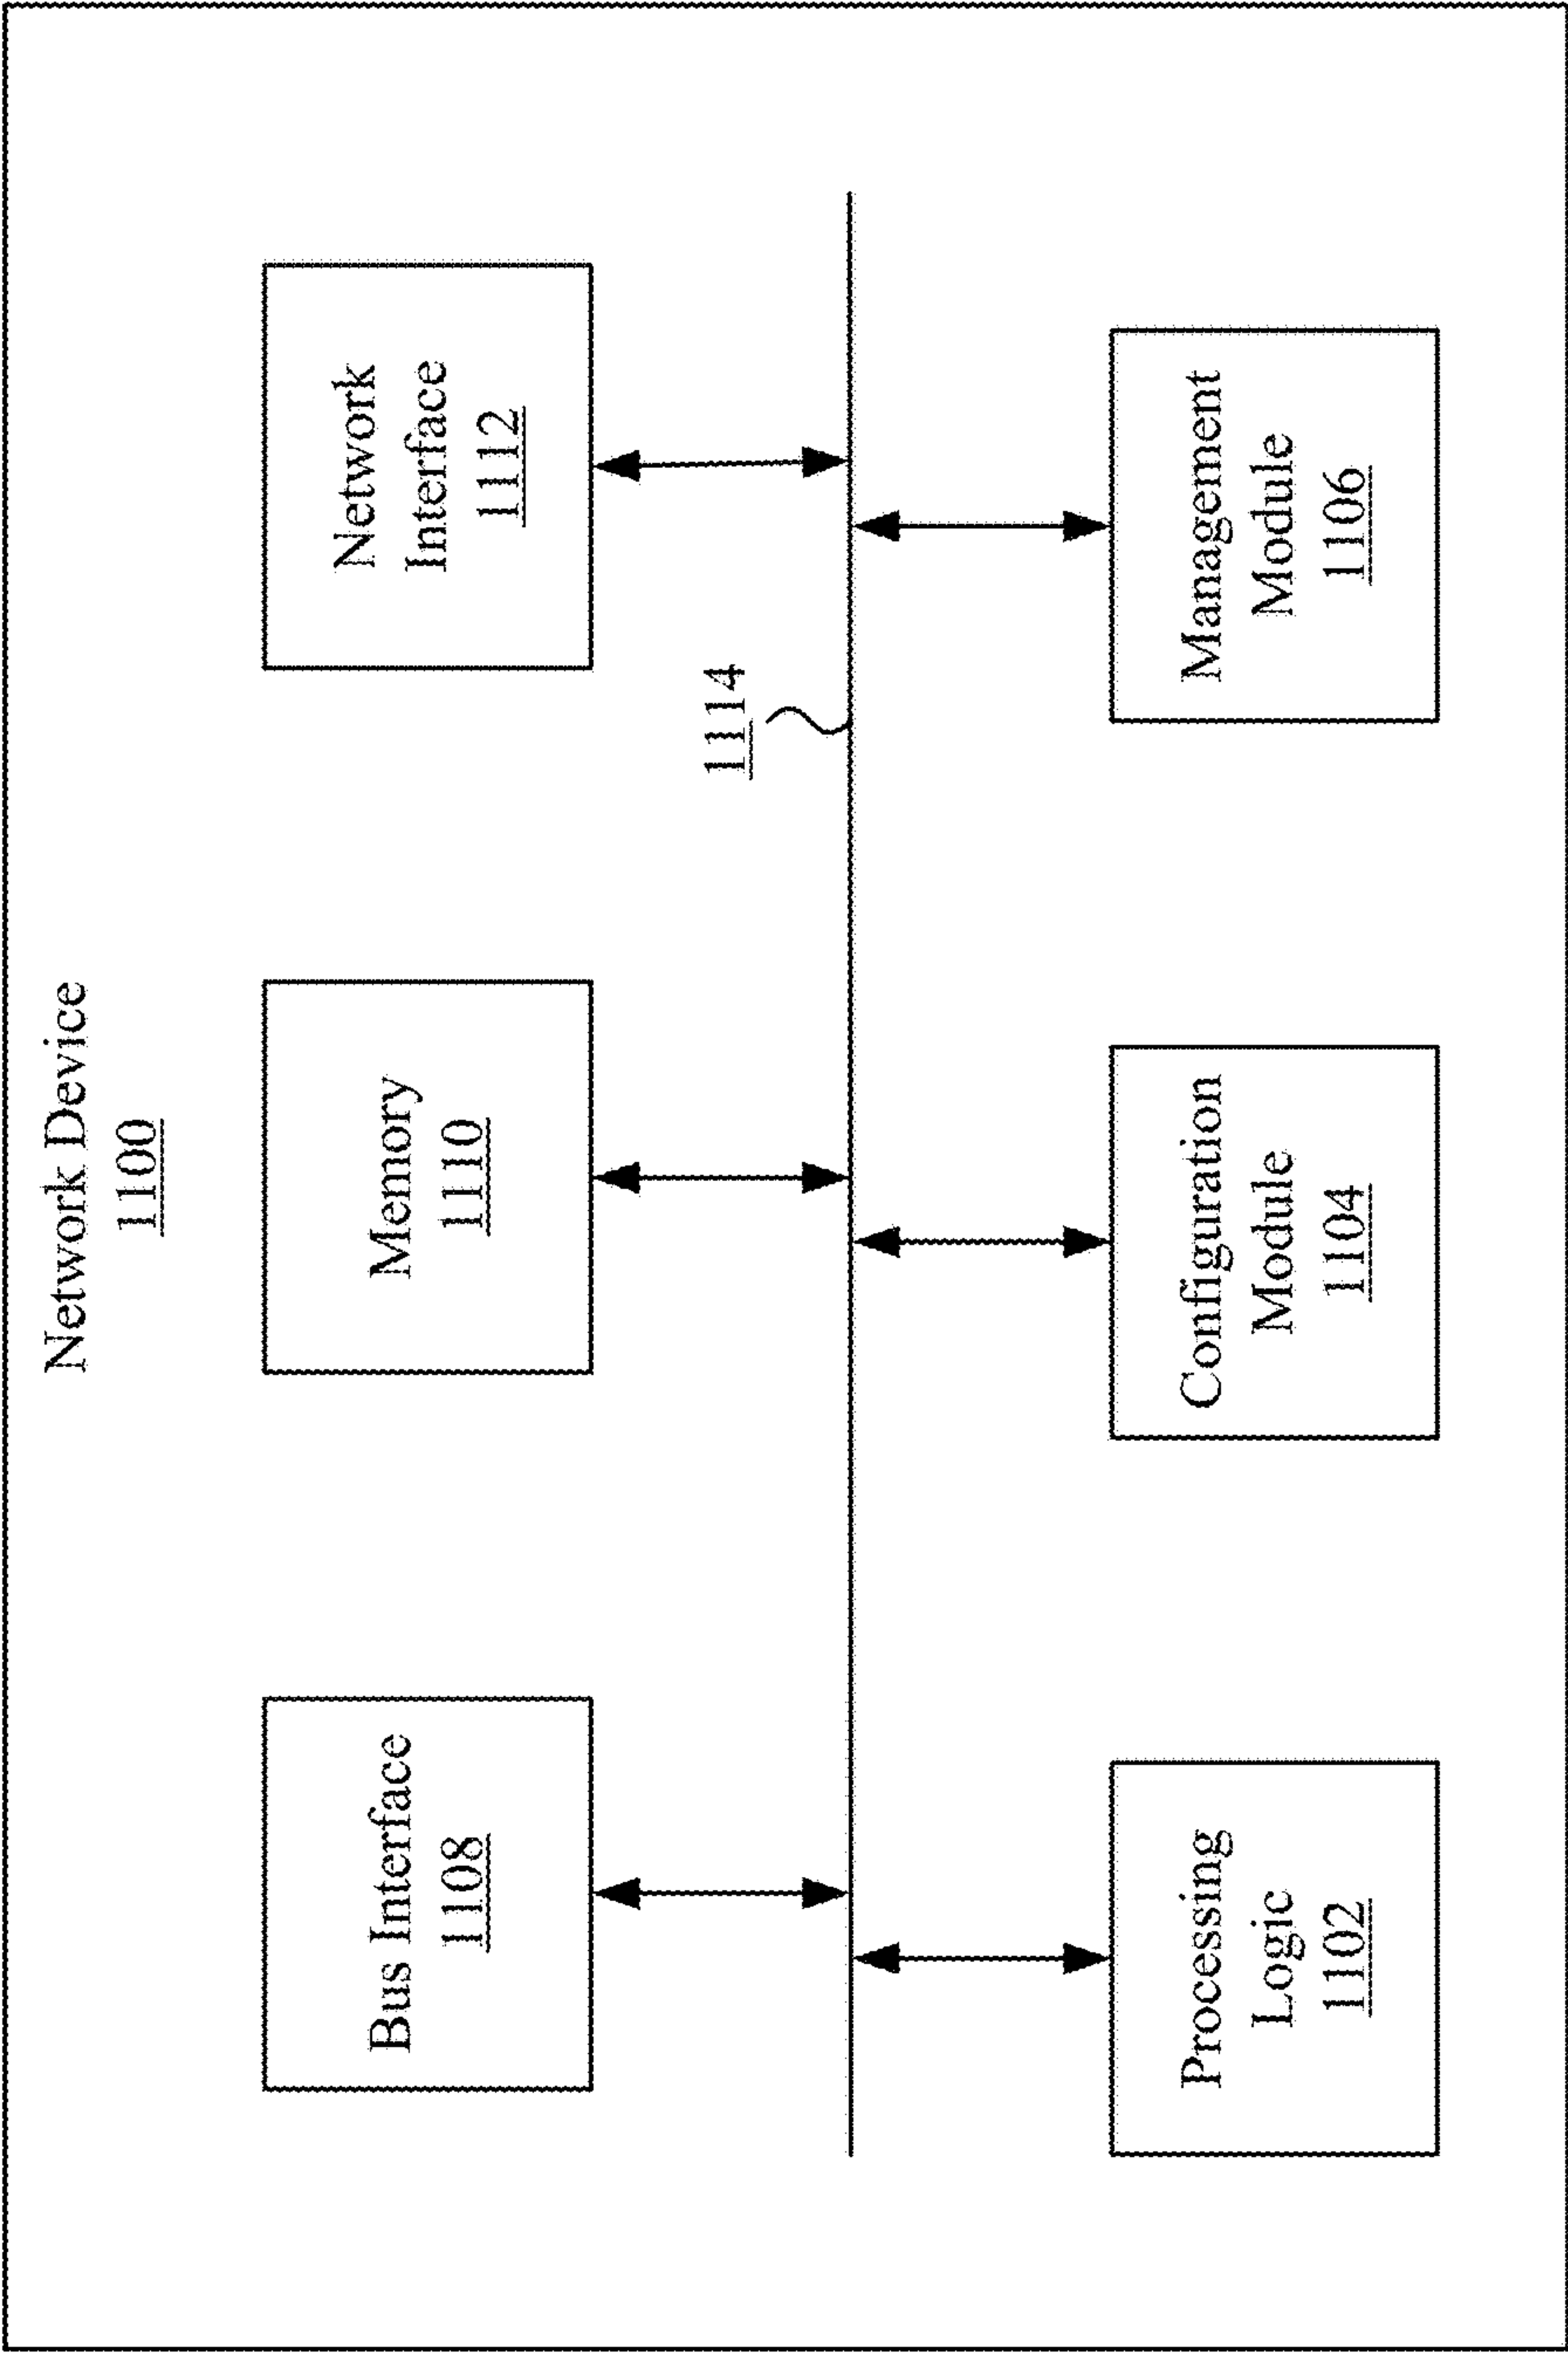 Network Device
1100
Bus Interface
1108
Memory
1110
Network
Interface
1112
1114
Processing
Logic
1102
Configuration
Module
1104
Management
Module
1106